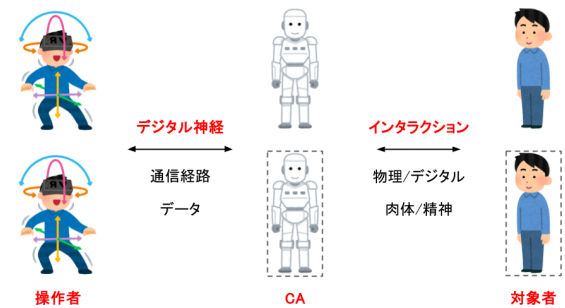 デジタル神経
通信経路
データ
インタラクション
物理/デジタル
肉体/精神
操作者
CA
対象者